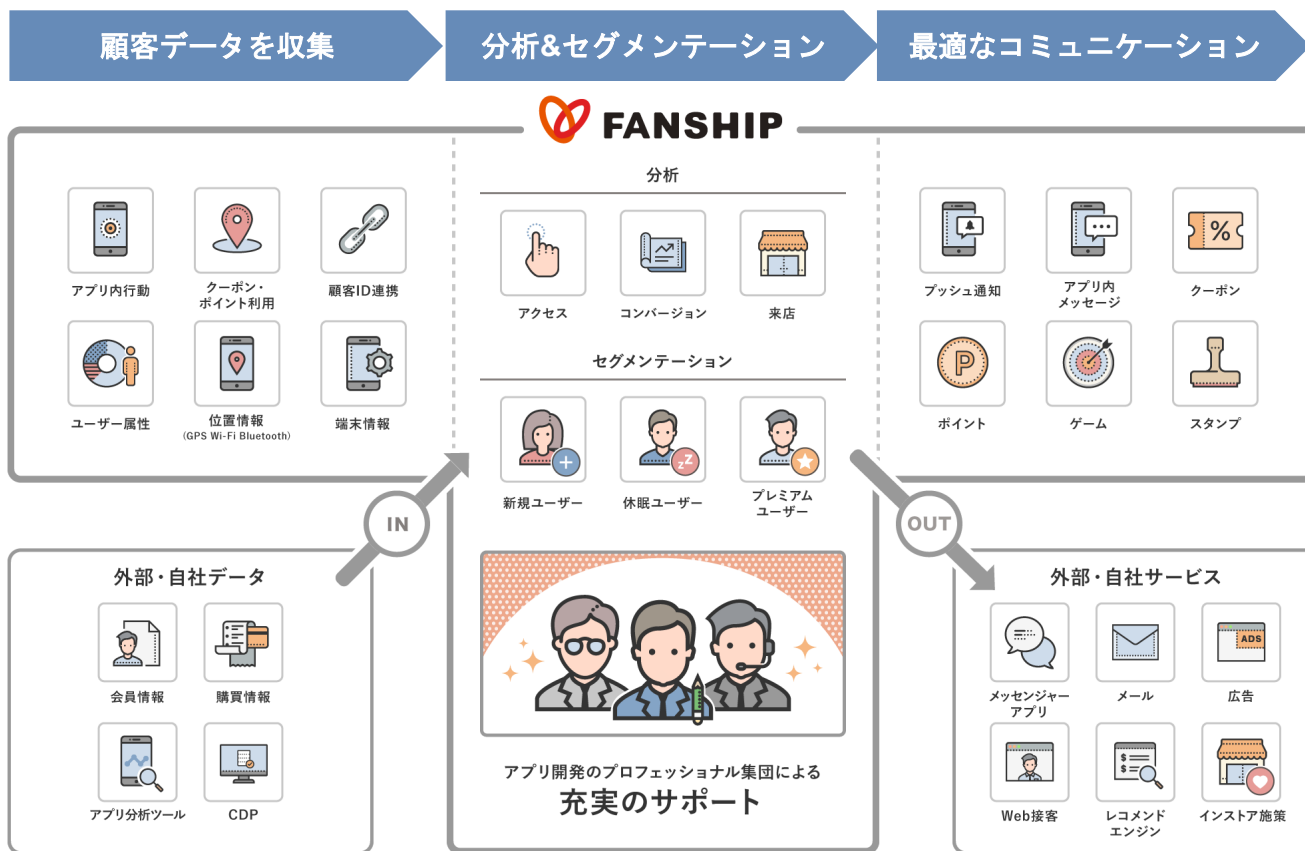 顧客データを収集
分析&セグメンテーション
最適なコミュニケーション
FANSHIP
アプリ内行動
クーポン・
ポイント利用
顧客ID連携
ユーザー属性
位置情報
(GPS Wi-Fi Bluetooth)
端末情報
分析
アクセス
コンバージョン
来店
セグメンテーション
新規ユーザー
zZ
休眠ユーザー
プレミアム
ユーザー
プッシュ通知
アプリ内
メッセージ
%
クーポン
P
ポイント
ゲーム
スタンプ
IN
OUT
外部・自社データ
会員情報
購買情報
アプリ分析ツール
CDP
アプリ開発のプロフェッショナル集団による
充実のサポート
外部・自社サービス
メッセンジャー
アプリ
メール
ADS
広告
Web接客
$
$
レコメンド
エンジン
インストア施策